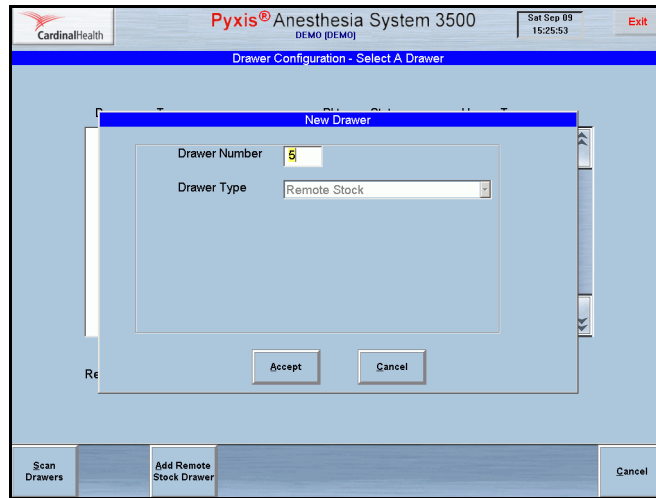 CardinalHealth
Pyxis® Anesthesia System 3500
DEMO [DEMO]
Sat Sep 09
15:25:53
Exit
Drawer Configuration - Select A Drawer
New Drawer
Drawer Number 5
Drawer Type Remote Stock
Accept Cancel
Re
Scan
Drawers
Add Remote
Stock Drawer
Cancel